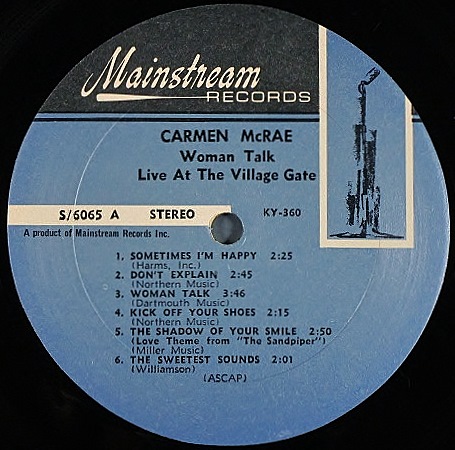 Mainstream
RECORDS
CARMEN McRAE
Woman Talk
Live At The Village Gate
S/6065 A STEREO KY-360
A product of Mainstream Records Inc.
1. SOMETIMES I'M HAPPY 2:25
(Harms, Inc.)
2. DON'T EXPLAIN 2:45
(Northern Music)
3. WOMAN TALK 3:46
(Dartmouth Music)
4. KICK OFF YOUR SHOES 2:15
(Northern Music)
5. THE SHADOW OF YOUR SMILE 2:50
(Love Theme from "The Sandpiper")
(Miller Music)
6. THE SWEETEST SOUNDS 2:01
(Williamson)
(ASCAP)